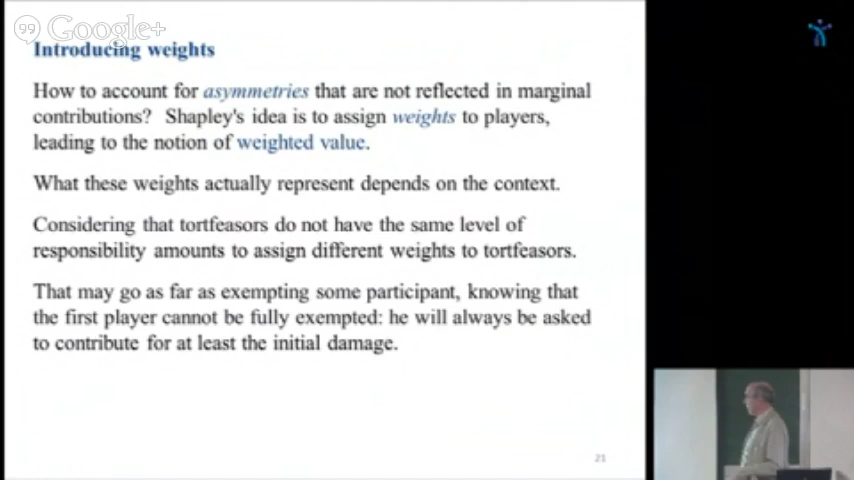 Google+
Introducing weights
How to account for asymmetries that are not reflected in marginal
contributions? Shapley's idea is to assign weights to players,
leading to the notion of weighted value.
What these weights actually represent depends on the context.
Considering that tortfeasors do not have the same level of
responsibility amounts to assign different weights to tortfeasors.
That may go as far as exempting some participant, knowing that
the first player cannot be fully exempted: he will always be asked
to contribute for at least the initial damage.
21